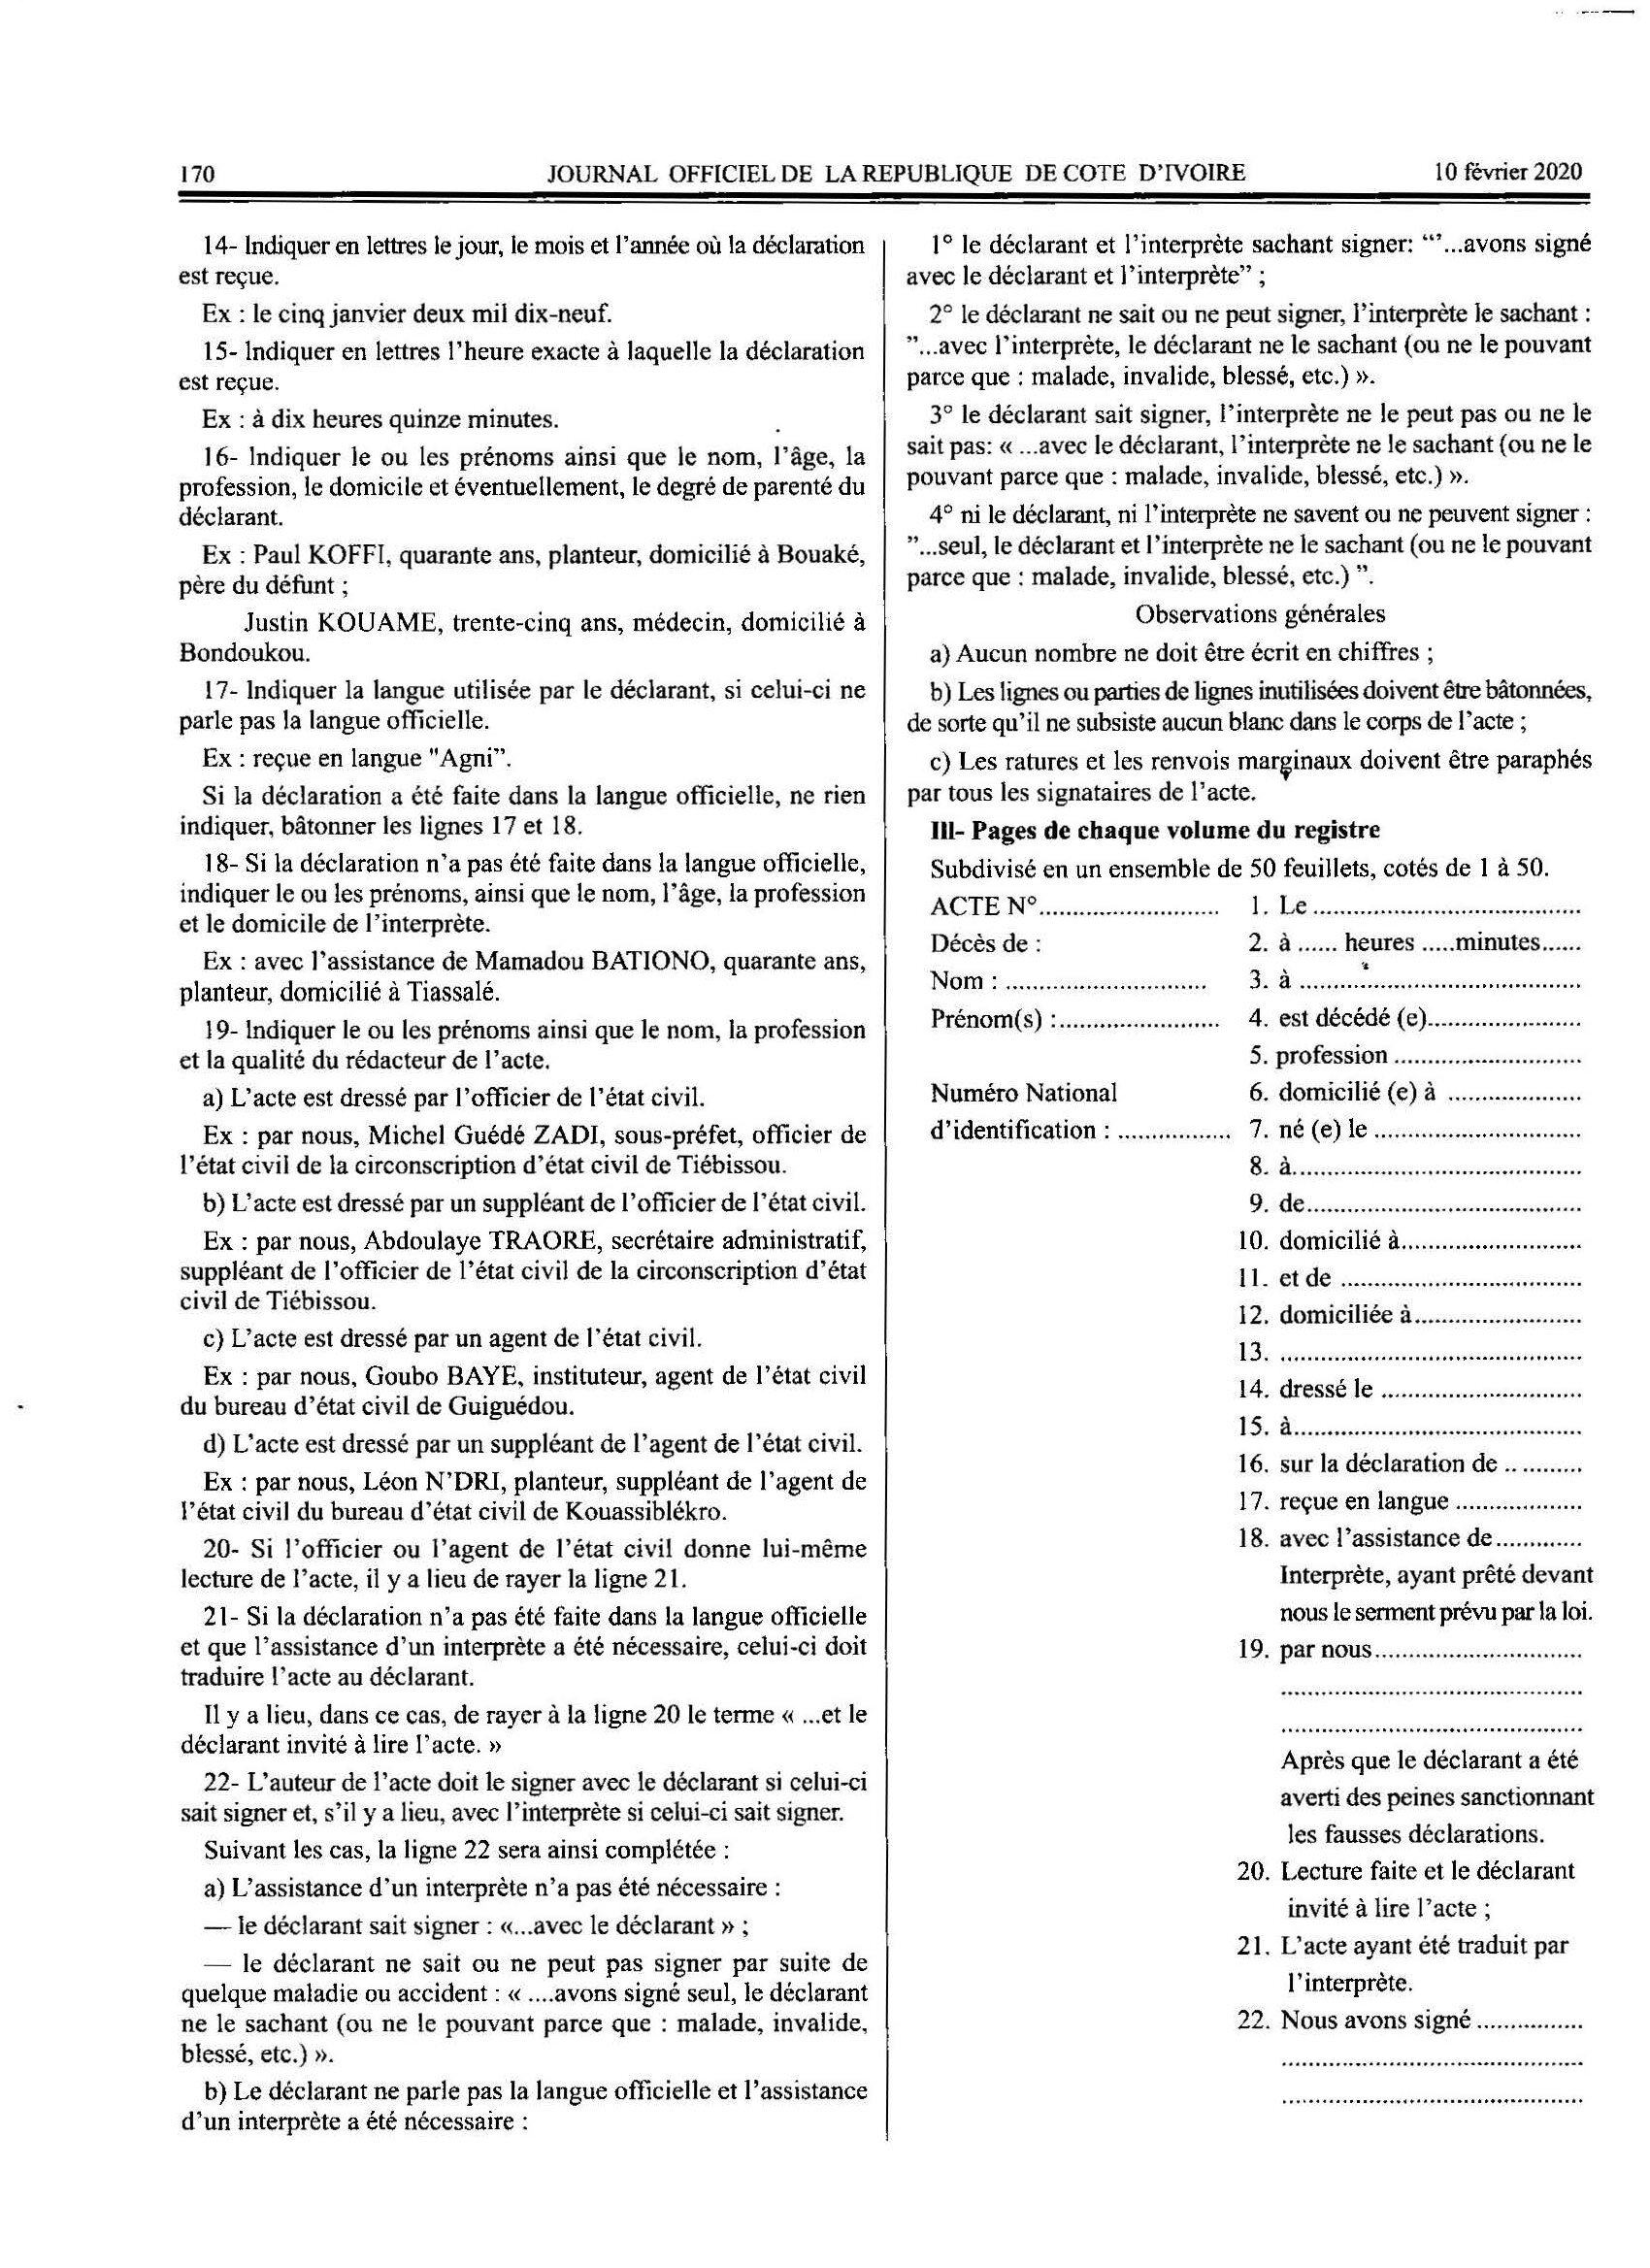 170 JOURNAL OFFICIEL DE LA REPUBLIQUE DE COTE D'IVOIRE 10 février 2020
14- Indiquer en lettres le jour, le mois et l'année où la déclaration
est reçue.
Ex : le cinq janvier deux mil dix-neuf.
15- Indiquer en lettres l'heure exacte à laquelle la déclaration
est reçue.
Ex : à dix heures quinze minutes.
16- Indiquer le ou les prénoms ainsi que le nom, l'âge, la
profession, le domicile et éventuellement, le degré de parenté du
déclarant.
Ex : Paul KOFFI, quarante ans, planteur, domicilié à Bouaké,
père du défunt ;
Justin KOUAME, trente-cinq ans, médecin, domicilié à
Bondoukou.
17- Indiquer la langue utilisée par le déclarant, si celui-ci ne
parle pas la langue officielle.
Ex : reçue en langue "Agni".
Si la déclaration a été faite dans la langue officielle, ne rien
indiquer, bâtonner les lignes 17 et 18.
18- Si la déclaration n'a pas été faite dans la langue officielle,
indiquer le ou les prénoms, ainsi que le nom, l'âge, la profession
et le domicile de l'interprète.
Ex : avec l'assistance de Mamadou BATIONO, quarante ans,
planteur, domicilié à Tiassalé.
19- Indiquer le ou les prénoms ainsi que le nom, la profession
et la qualité du rédacteur de l'acte.
a) L'acte est dressé par l'officier de l'état civil.
Ex : par nous, Michel Guédé ZADI, sous-préfet, officier de
l'état civil de la circonscription d'état civil de Tiébissou.
b) L'acte est dressé par un suppléant de l'officier de l'état civil.
Ex : par nous, Abdoulaye TRAORE, secrétaire administratif,
suppléant de l'officier de l'état civil de la circonscription d'état
civil de Tiébissou.
c) L'acte est dressé par un agent de l'état civil.
Ex : par nous, Goubo BAYE, instituteur, agent de l'état civil
du bureau d'état civil de Guiguédou.
d) L'acte est dressé par un suppléant de l'agent de l'état civil.
Ex : par nous, Léon N'DRI, planteur, suppléant de l'agent de
l'état civil du bureau d'état civil de Kouassiblékro.
20- Si l'officier ou l'agent de l'état civil donne lui-même
lecture de l'acte, il y a lieu de rayer la ligne 21.
21- Si la déclaration n'a pas été faite dans la langue officielle
et que l'assistance d'un interprète a été nécessaire, celui-ci doit
traduire l'acte au déclarant.
Il y a lieu, dans ce cas, de rayer à la ligne 20 le terme « ...et le
déclarant invité à lire l'acte. »
22- L'auteur de l'acte doit le signer avec le déclarant si celui-ci
sait signer et, s'il y a lieu, avec l'interprète si celui-ci sait signer.
Suivant les cas, la ligne 22 sera ainsi complétée :
a) L'assistance d'un interprète n'a pas été nécessaire :
— le déclarant sait signer : «...avec le déclarant » ;
— le déclarant ne sait ou ne peut pas signer par suite de
quelque maladie ou accident : « ....avons signé seul, le déclarant
ne le sachant (ou ne le pouvant parce que : malade, invalide,
blessé, etc.) ».
b) Le déclarant ne parle pas la langue officielle et l'assistance
d'un interprète a été nécessaire :
1° le déclarant et l'interprète sachant signer: "'...avons signé
avec le déclarant et l'interprète" ;
2° le déclarant ne sait ou ne peut signer, l'interprète le sachant :
"...avec l'interprète, le déclarant ne le sachant (ou ne le pouvant
parce que : malade, invalide, blessé, etc.) ».
3° le déclarant sait signer, l'interprète ne le peut pas ou ne le
sait pas: « ...avec le déclarant, l'interprète ne le sachant (ou ne le
pouvant parce que : malade, invalide, blessé, etc.) ».
4° ni le déclarant, ni l'interprète ne savent ou ne peuvent signer :
"...seul, le déclarant et l'interprète ne le sachant (ou ne le pouvant
parce que : malade, invalide, blessé, etc.) ".
Observations générales
a) Aucun nombre ne doit être écrit en chiffres ;
b) Les lignes ou parties de lignes inutilisées doivent être bâtonnées,
de sorte qu'il ne subsiste aucun blanc dans le corps de l'acte ;
c) Les ratures et les renvois marginaux doivent être paraphés
par tous les signataires de l'acte.
III- Pages de chaque volume du registre
Subdivisé en un ensemble de 50 feuillets, cotés de 1 à 50.
ACTE N°........................... 1. Le ........................................
Décès de : 2. à ...... heures .....minutes......
Nom : .............................. 3. à ..........................................
Prénom(s) :........................ 4. est décédé (e).......................
5. profession ............................
Numéro National 6. domicilié (e) à ....................
d'identification : ................. 7. né (e) le ...............................
8. à...........................................
9. de.........................................
10. domicilié à...........................
11. et de ....................................
12. domiciliée à.........................
13. .............................................
14. dressé le ..............................
15. à...........................................
16. sur la déclaration de .. .........
17. reçue en langue ...................
18. avec l'assistance de.............
Interprète, ayant prêté devant
nous le serment prévu par la loi.
19. par nous...............................
.............................................
.............................................
Après que le déclarant a été
averti des peines sanctionnant
les fausses déclarations.
20. Lecture faite et le déclarant
invité à lire l'acte ;
21. L'acte ayant été traduit par
l'interprète.
22. Nous avons signé ................
.............................................
.............................................